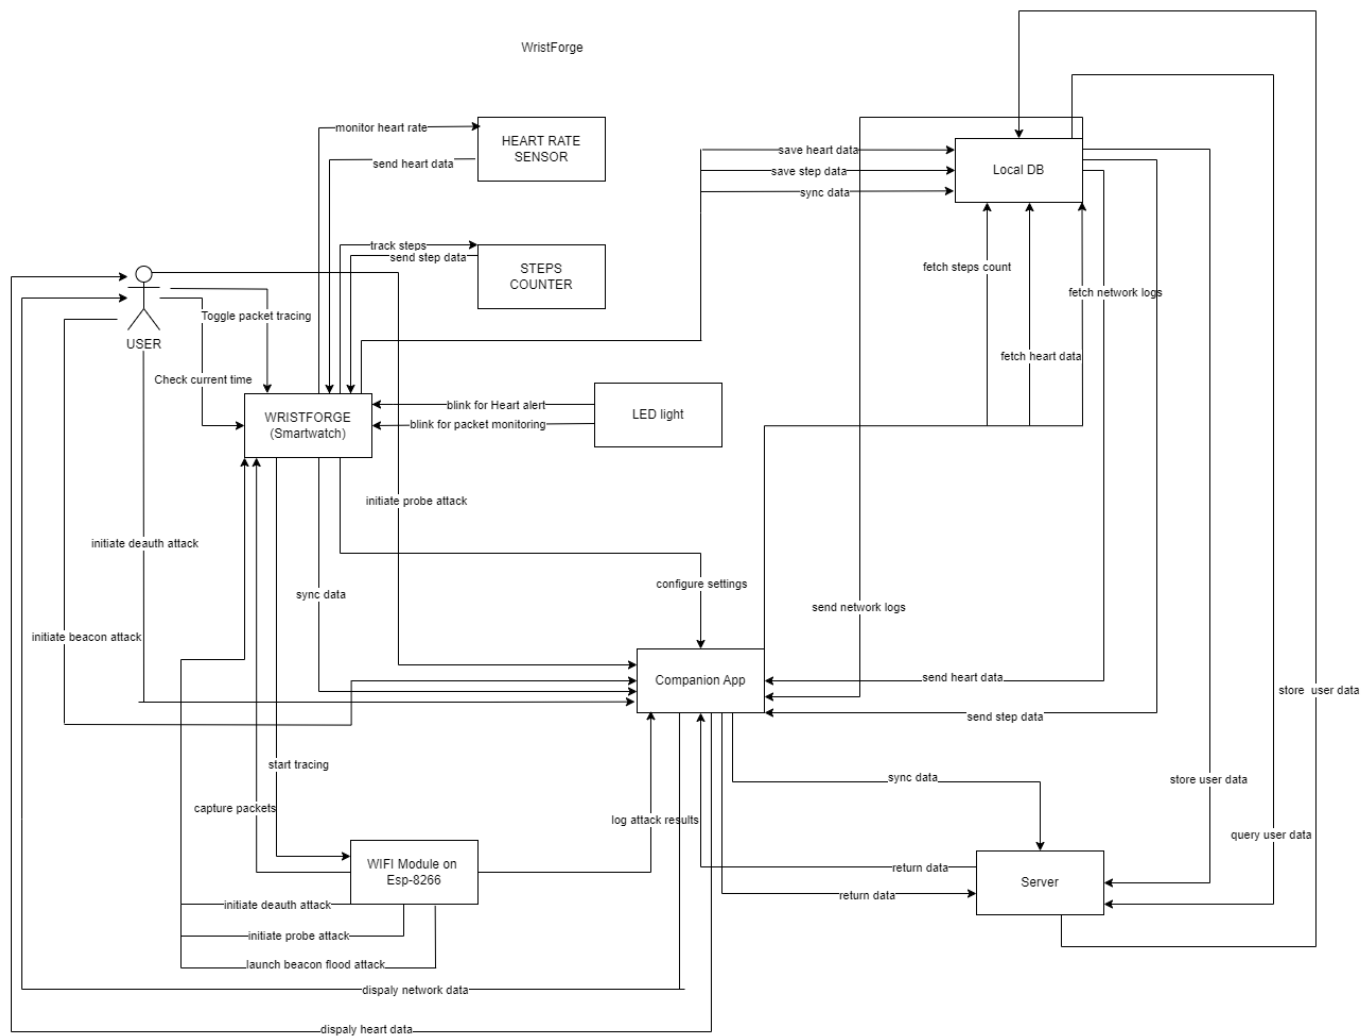 WristForge
monitor heart rate
HEART RATE
SENSOR
send heart data
save heart data
save step data
sync data
Local DB
track steps
send step data
STEPS
COUNTER
fetch steps count
fetch network logs
Toggle packet tracing
USER
fetch heart data
Check current time
WRISTFORGE
(Smartwatch)
blink for Heart alert
blink for packet monitoring
LED light
initiate probe attack
initiate deauth attack
configure settings
sync data
send network logs
initiate beacon attack
Companion App
send heart data
store  user data
send step data
start tracing
sync data
store user data
capture packets
log attack results
query user data
WIFI Module on
Esp-8266
return data
Server
return data
initiate deauth attack
initiate probe attack
launch beacon flood attack
dispaly network data
dispaly heart data